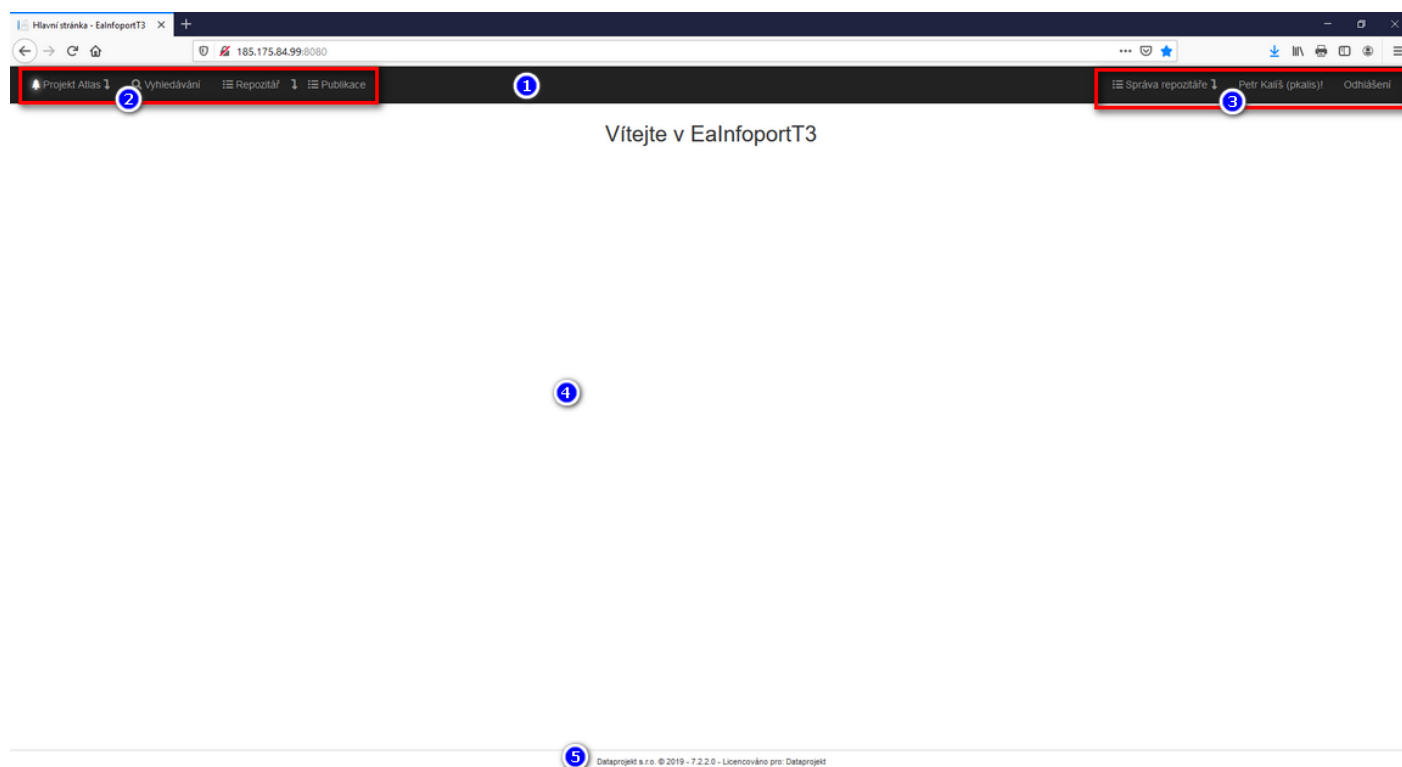 Hlavní stránka - EaInfoportT3
185.175.84.99:8080
Projekt Atlas Vyhledávání Repozitář Publikace 1 Správa repozitáře Petr Kališ (pkalis)! Odhlášení
2 3
Vítejte v EaInfoportT3
4
5 Dataprojekt s.r.o. © 2019 - 7.2.2.0 - Licencováno pro: Dataprojekt